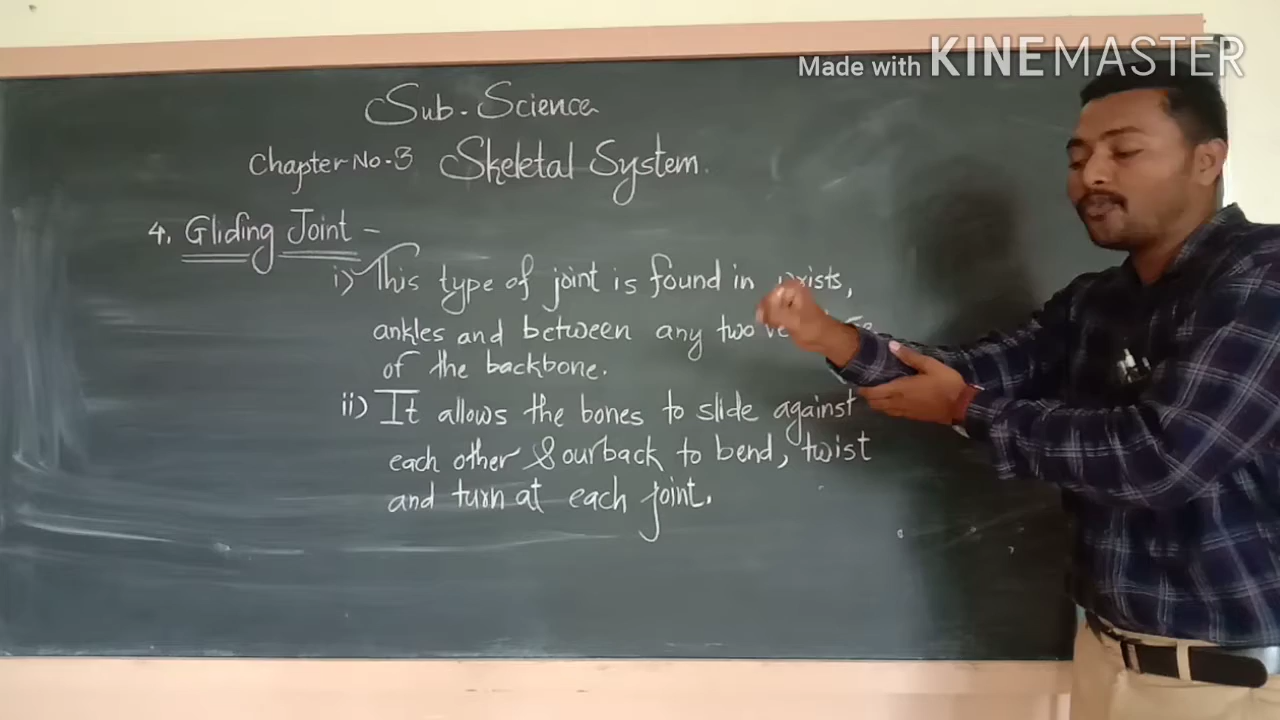 Made with KINEMASTER
Sub - Science
Chapter No - 3 Skeletal System.
4. Gliding Joint -
i) This type of joint is found in wrists,
ankles and between any two
of the backbone.
ii) It allows the bones to slide against
each other & our back to bend, twist
and turn at each joint.